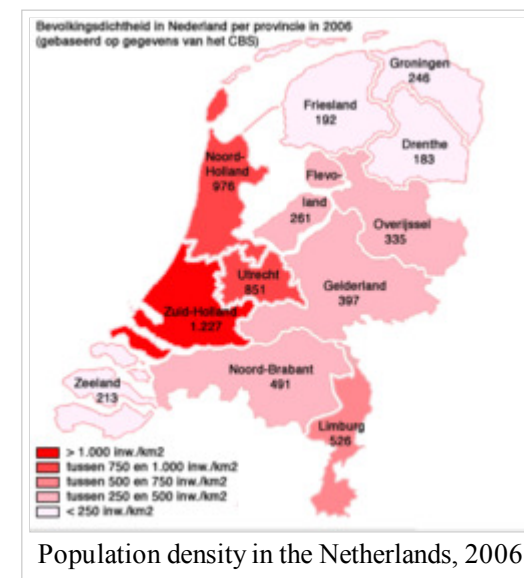 Bevolkingsdichtheid in Nederland per provincie in 2006
(gebaseerd op gegevens van het CBS)
Groningen
246
Friesland
192
Drenthe
183
Noord-
Holland
976
Flevo-
land
261
Overijssel
335
Utrecht
851
Gelderland
397
Zuid-Holland
1.227
Noord-Brabant
491
Zeeland
213
Limburg
526
> 1.000 inw./km2
tussen 750 en 1.000 inw./km2
tussen 500 en 750 inw./km2
tussen 250 en 500 inw./km2
< 250 inw./km2
Population density in the Netherlands, 2006